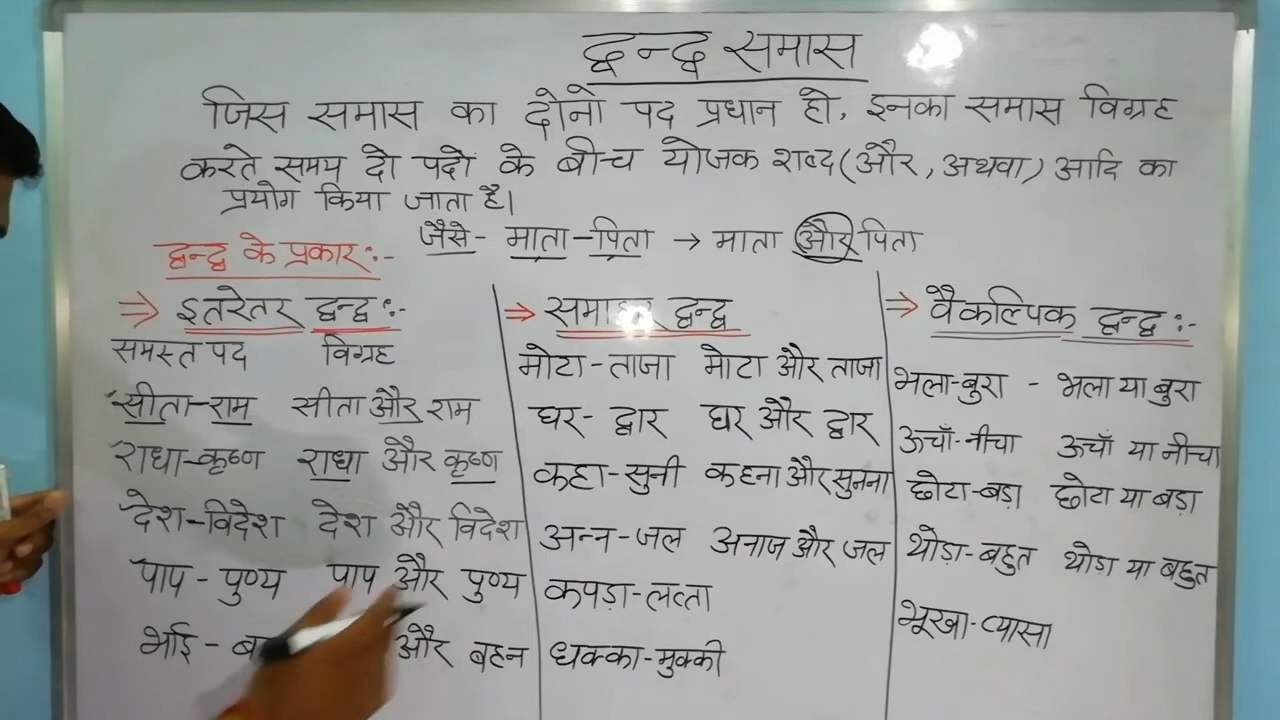 द्वन्द्व समास
जिस समास का दोनो पद प्रधान हो, इनका समास विग्रह
करते समय दो पदों के बीच योजक शब्द (और, अथवा) आदि का
प्रयोग किया जाता है।
जैसे- माता-पिता → माता और पिता
द्वन्द्व के प्रकार:-
⇒ इतरेतर द्वन्द्व:-
समस्त पद विग्रह
सीता-राम सीता और राम
राधा-कृष्ण राधा और कृष्ण
देश-विदेश देश और विदेश
पाप-पुण्य पाप और पुण्य
भाई- और बहन
⇒ द्वन्द्व
मोटा-ताजा मोटा और ताजा
घर-द्वार घर और द्वार
कहा-सुनी कहना और सुनना
अन्न-जल अनाज और जल
कपड़ा-लत्ता
धक्का-मुक्की
⇒ वैकल्पिक द्वन्द्व:-
भला-बुरा - भला या बुरा
ऊचाँ-नीचा ऊचाँ या नीचा
छोटा-बड़ा छोटा या बड़ा
थोड़ा-बहुत थोड़ा या बहुत
भूखा-प्यासा